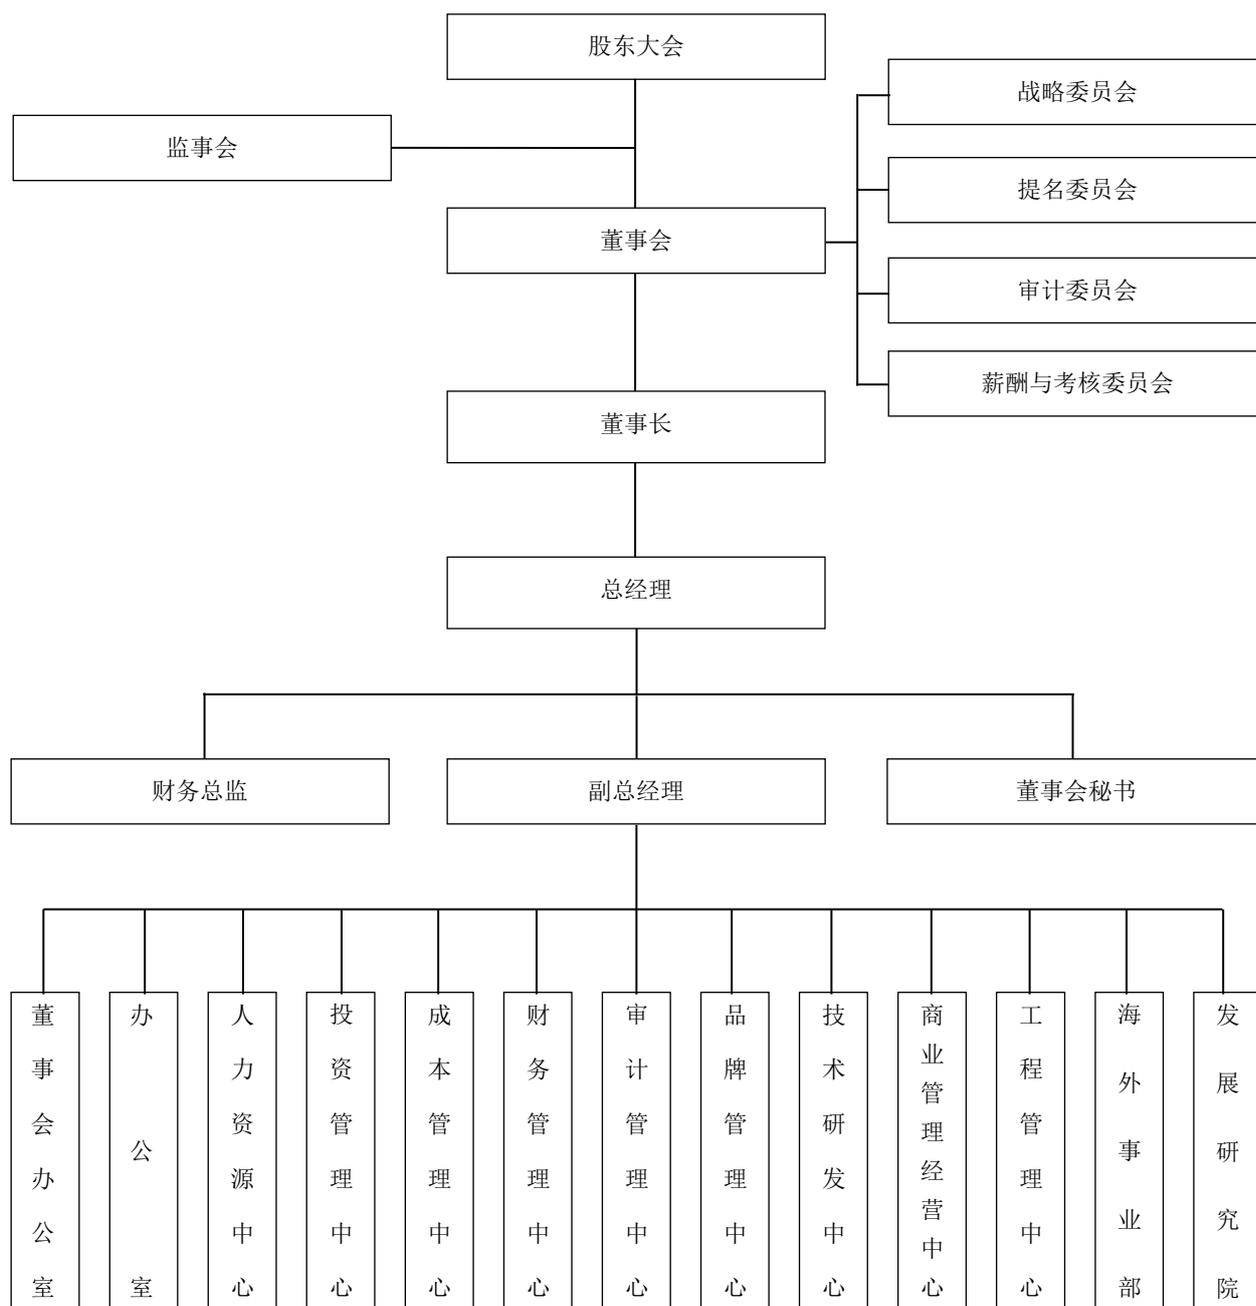 股东大会
战略委员会
监事会
提名委员会
董事会
审计委员会
薪酬与考核委员会
董事长
总经理
财务总监
副总经理
董事会秘书
董事会办公室
办公室
人力资源中心
投资管理中心
成本管理中心
财务管理中心
审计管理中心
品牌管理中心
技术研发中心
商业管理经营中心
工程管理中心
海外事业部
发展研究院